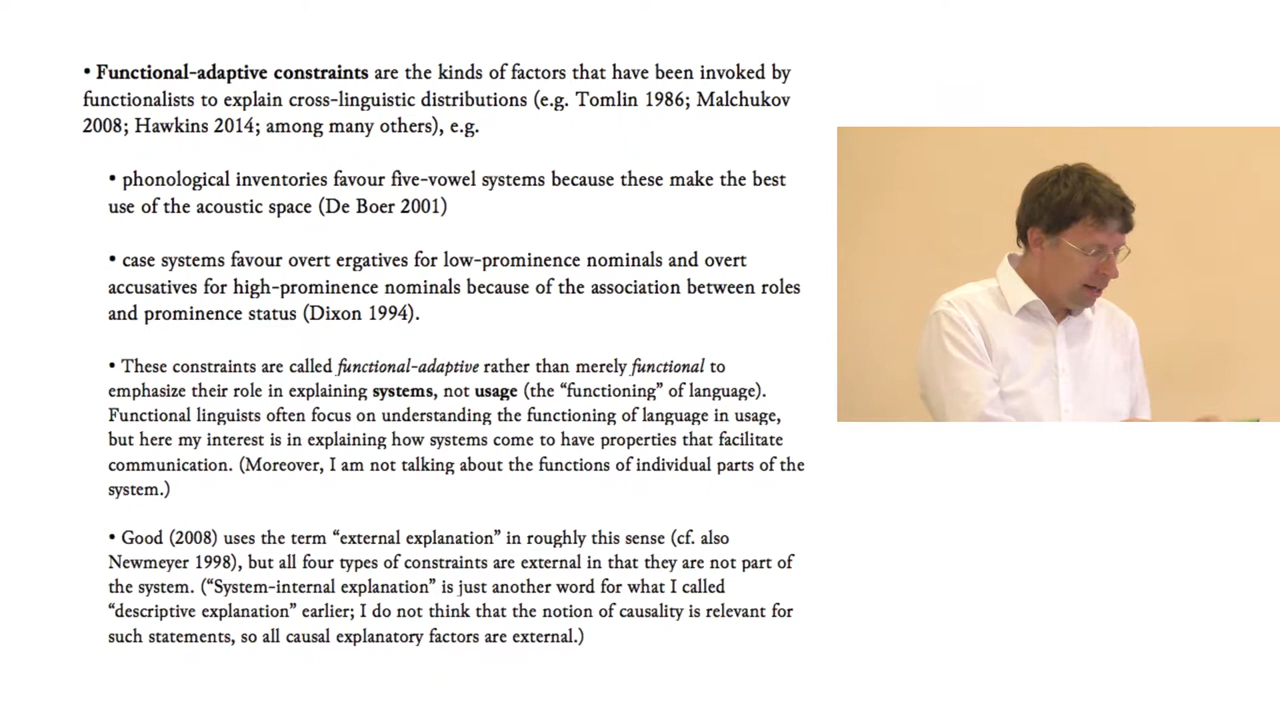 • Functional-adaptive constraints are the kinds of factors that have been invoked by
functionalists to explain cross-linguistic distributions (e.g. Tomlin 1986; Malchukov
2008; Hawkins 2014; among many others), e.g.
• phonological inventories favour five-vowel systems because these make the best
use of the acoustic space (De Boer 2001)
• case systems favour overt ergatives for low-prominence nominals and overt
accusatives for high-prominence nominals because of the association between roles
and prominence status (Dixon 1994).
• These constraints are called functional-adaptive rather than merely functional to
emphasize their role in explaining systems, not usage (the “functioning” of language).
Functional linguists often focus on understanding the functioning of language in usage,
but here my interest is in explaining how systems come to have properties that facilitate
communication. (Moreover, I am not talking about the functions of individual parts of the
system.)
• Good (2008) uses the term “external explanation” in roughly this sense (cf. also
Newmeyer 1998), but all four types of constraints are external in that they are not part of
the system. (“System-internal explanation” is just another word for what I called
“descriptive explanation” earlier; I do not think that the notion of causality is relevant for
such statements, so all causal explanatory factors are external.)